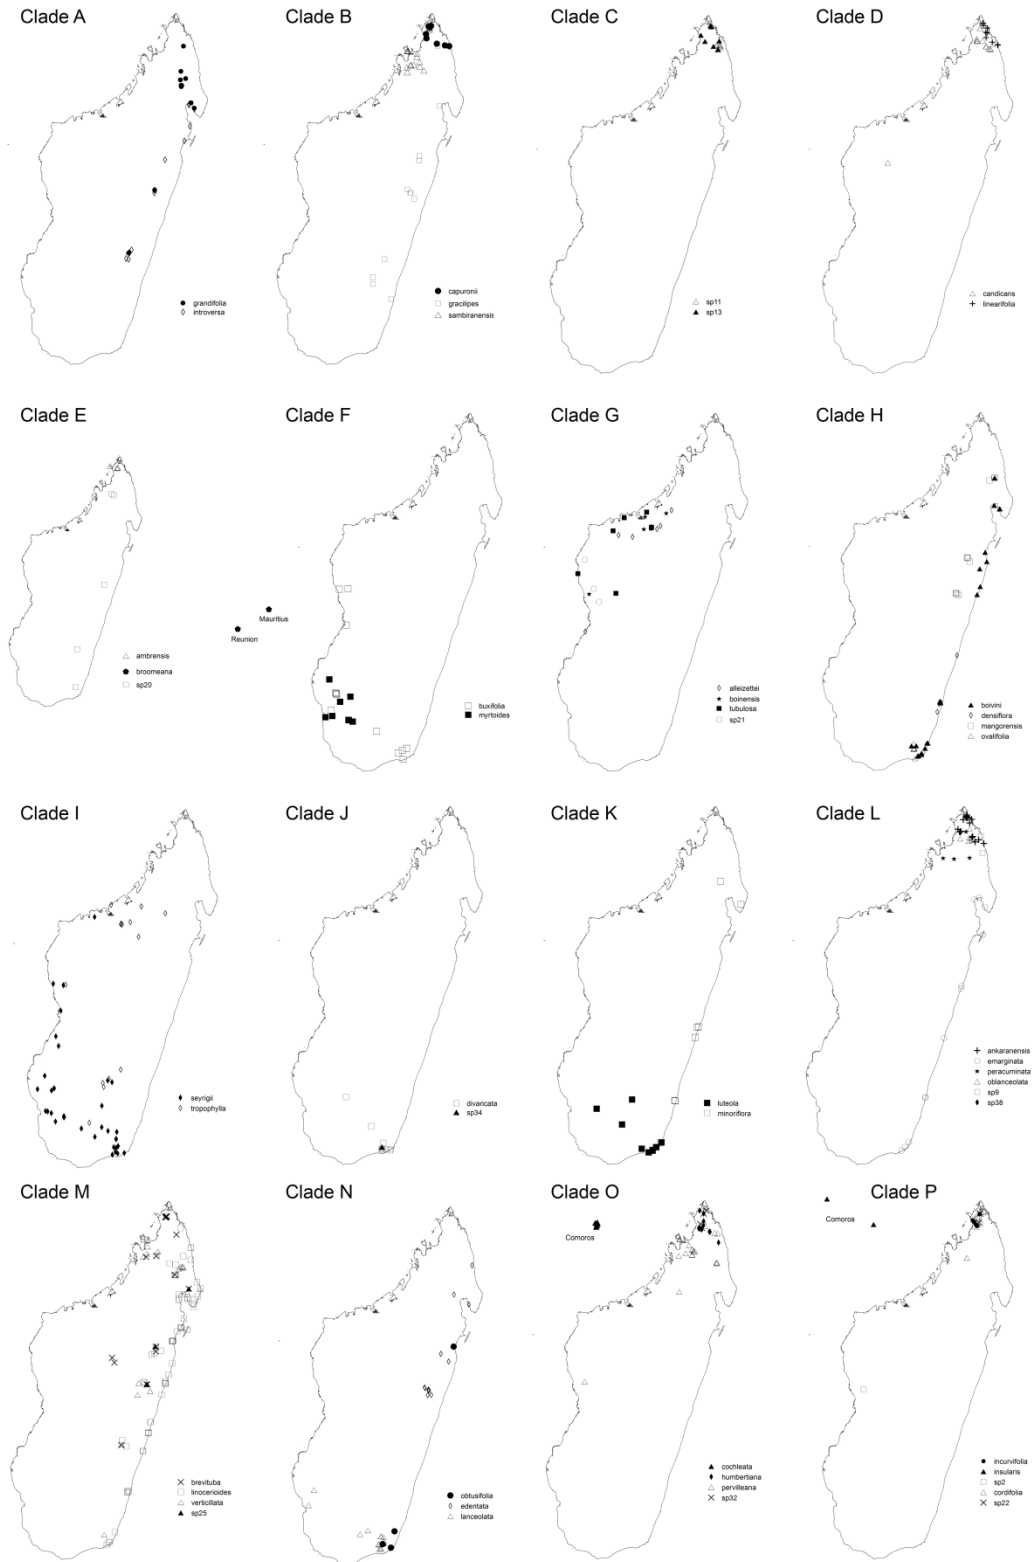 Clade A
grandifolia
introversa
Clade B
capuronii
gracilipes
sambiranensis
Clade C
sp11
sp13
Clade D
candicans
linearifolia
Clade E
ambrensis
broomeana
sp20
Mauritius
Reunion
Clade F
buxifolia
myrtoides
Clade G
alleizettei
boinensis
tubulosa
sp21
Clade H
boivini
densiflora
mangorensis
ovalifolia
Clade I
seyrigii
tropophylla
Clade J
divaricata
sp34
Clade K
luteola
minoriflora
Clade L
ankaranensis
emarginata
peracuminata
oblanceolata
sp9
sp38
Clade M
brevituba
linocerioides
verticillata
sp25
Clade N
obtusifolia
edentata
lanceolata
Clade O
Comoros
cochleata
humbertiana
pervilleana
sp32
Clade P
Comoros
incurvifolia
insularis
sp2
cordifolia
sp22